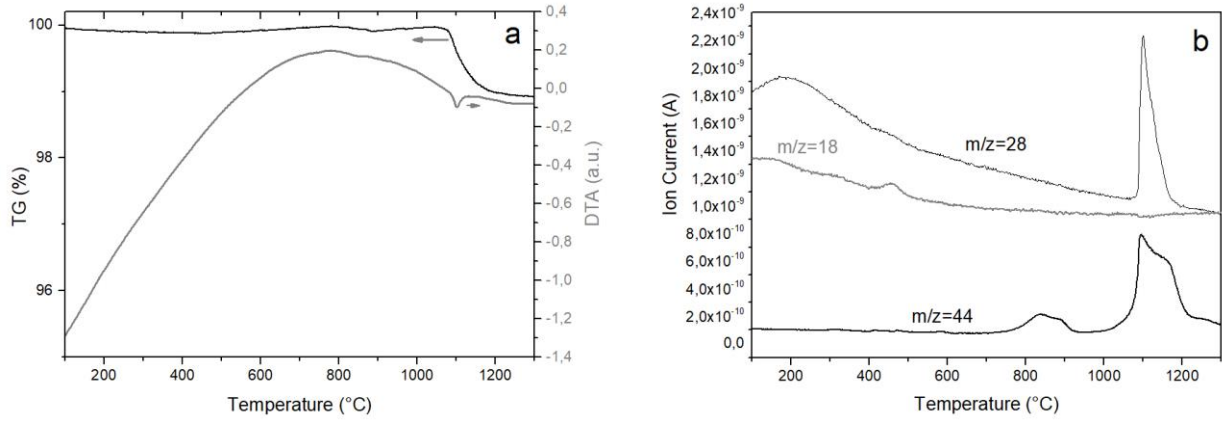 a
TG (%)
100
98
96
0,4
0,2
0,0
-0,2
-0,4
-0,6
-0,8
-1,0
-1,2
-1,4
DTA (a.u.)
200 400 600 800 1000 1200
Temperature (°C)
b
Ion Current (A)
2,4x10⁻⁹
2,2x10⁻⁹
2,0x10⁻⁹
1,8x10⁻⁹
1,6x10⁻⁹
1,4x10⁻⁹
1,2x10⁻⁹
1,0x10⁻⁹
8,0x10⁻¹⁰
6,0x10⁻¹⁰
4,0x10⁻¹⁰
2,0x10⁻¹⁰
0,0
m/z=18
m/z=28
m/z=44
200 400 600 800 1000 1200
Temperature (°C)